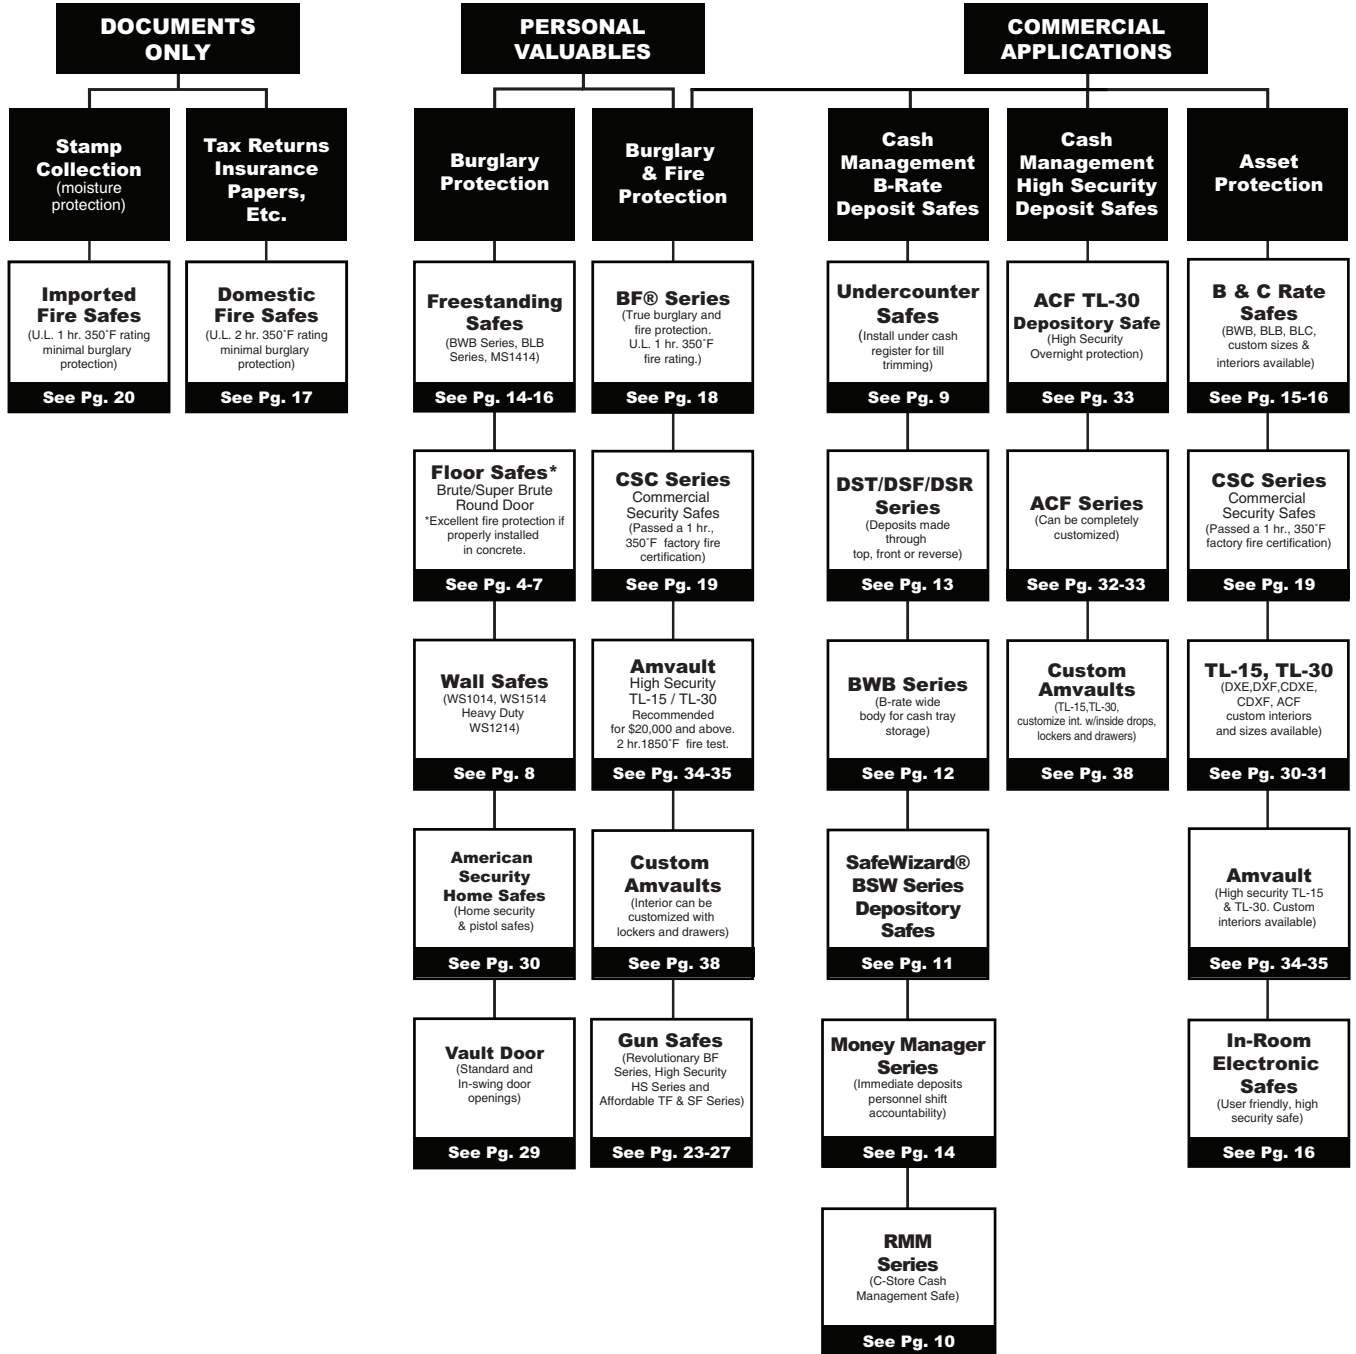 DOCUMENTS
ONLY
PERSONAL
VALUABLES
COMMERCIAL
APPLICATIONS
Stamp
Collection
(moisture
protection)
Tax Returns
Insurance
Papers,
Etc.
Burglary
Protection
Burglary
& Fire
Protection
Cash
Management
B-Rate
Deposit Safes
Cash
Management
High Security
Deposit Safes
Asset
Protection
Imported
Fire Safes
(U.L. 1 hr. 350˚F rating
minimal burglary
protection)
See Pg. 20
Domestic
Fire Safes
(U.L. 2 hr. 350˚F rating
minimal burglary
protection)
See Pg. 17
Freestanding
Safes
(BWB Series, BLB
Series, MS1414)
See Pg. 14-16
BF® Series
(True burglary and
fire protection.
U.L. 1 hr. 350˚F
fire rating.)
See Pg. 18
Undercounter
Safes
(Install under cash
register for till
trimming)
See Pg. 9
ACF TL-30
Depository Safe
(High Security
Overnight protection)
See Pg. 33
B & C Rate
Safes
(BWB, BLB, BLC,
custom sizes &
interiors available)
See Pg. 15-16
Floor Safes*
Brute/Super Brute
Round Door
*Excellent fire protection if
properly installed
in concrete.
See Pg. 4-7
CSC Series
Commercial
Security Safes
(Passed a 1 hr.,
350˚F factory fire
certification)
See Pg. 19
DST/DSF/DSR
Series
(Deposits made
through
top, front or reverse)
See Pg. 13
ACF Series
(Can be completely
customized)
See Pg. 32-33
CSC Series
Commercial
Security Safes
(Passed a 1 hr., 350˚F
factory fire certification)
See Pg. 19
Wall Safes
(WS1014, WS1514
Heavy Duty
WS1214)
See Pg. 8
Amvault
High Security
TL-15 / TL-30
Recommended
for $20,000 and above.
2 hr.1850˚F fire test.
See Pg. 34-35
BWB Series
(B-rate wide
body for cash tray
storage)
See Pg. 12
Custom
Amvaults
(TL-15,TL-30,
customize int. w/inside drops,
lockers and drawers)
See Pg. 38
TL-15, TL-30
(DXE,DXF,CDXE,
CDXF, ACF
custom interiors
and sizes available)
See Pg. 30-31
American
Security
Home Safes
(Home security
& pistol safes)
See Pg. 30
Custom
Amvaults
(Interior can be
customized with
lockers and drawers)
See Pg. 38
SafeWizard®
BSW Series
Depository
Safes
See Pg. 11
Amvault
(High security TL-15
& TL-30. Custom
interiors available)
See Pg. 34-35
Vault Door
(Standard and
In-swing door
openings)
See Pg. 29
Gun Safes
(Revolutionary BF
Series, High Security
HS Series and
Affordable TF & SF Series)
See Pg. 23-27
Money Manager
Series
(Immediate deposits
personnel shift
accountability)
See Pg. 14
In-Room
Electronic
Safes
(User friendly, high
security safe)
See Pg. 16
RMM
Series
(C-Store Cash
Management Safe)
See Pg. 10